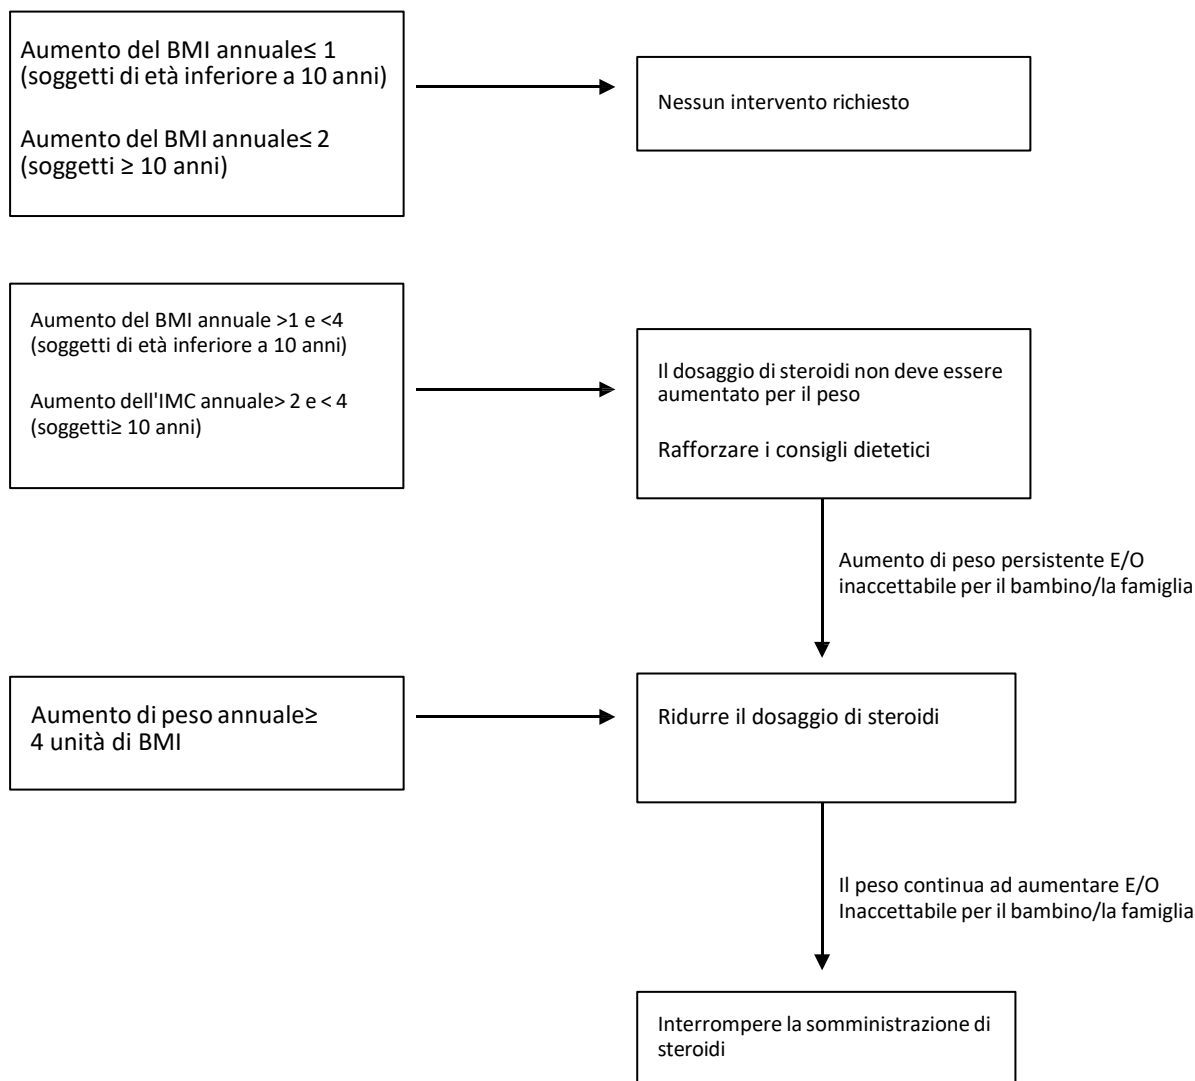 Aumento del BMI annuale≤ 1
(soggetti di età inferiore a 10 anni)
Aumento del BMI annuale≤ 2
(soggetti ≥ 10 anni)
Nessun intervento richiesto
Aumento del BMI annuale >1 e <4
(soggetti di età inferiore a 10 anni)
Aumento dell'IMC annuale> 2 e < 4
(soggetti≥ 10 anni)
Il dosaggio di steroidi non deve essere
aumentato per il peso
Rafforzare i consigli dietetici
Aumento di peso persistente E/O
inaccettabile per il bambino/la famiglia
Aumento di peso annuale≥
4 unità di BMI
Ridurre il dosaggio di steroidi
Il peso continua ad aumentare E/O
Inaccettabile per il bambino/la famiglia
Interrompere la somministrazione di
steroidi